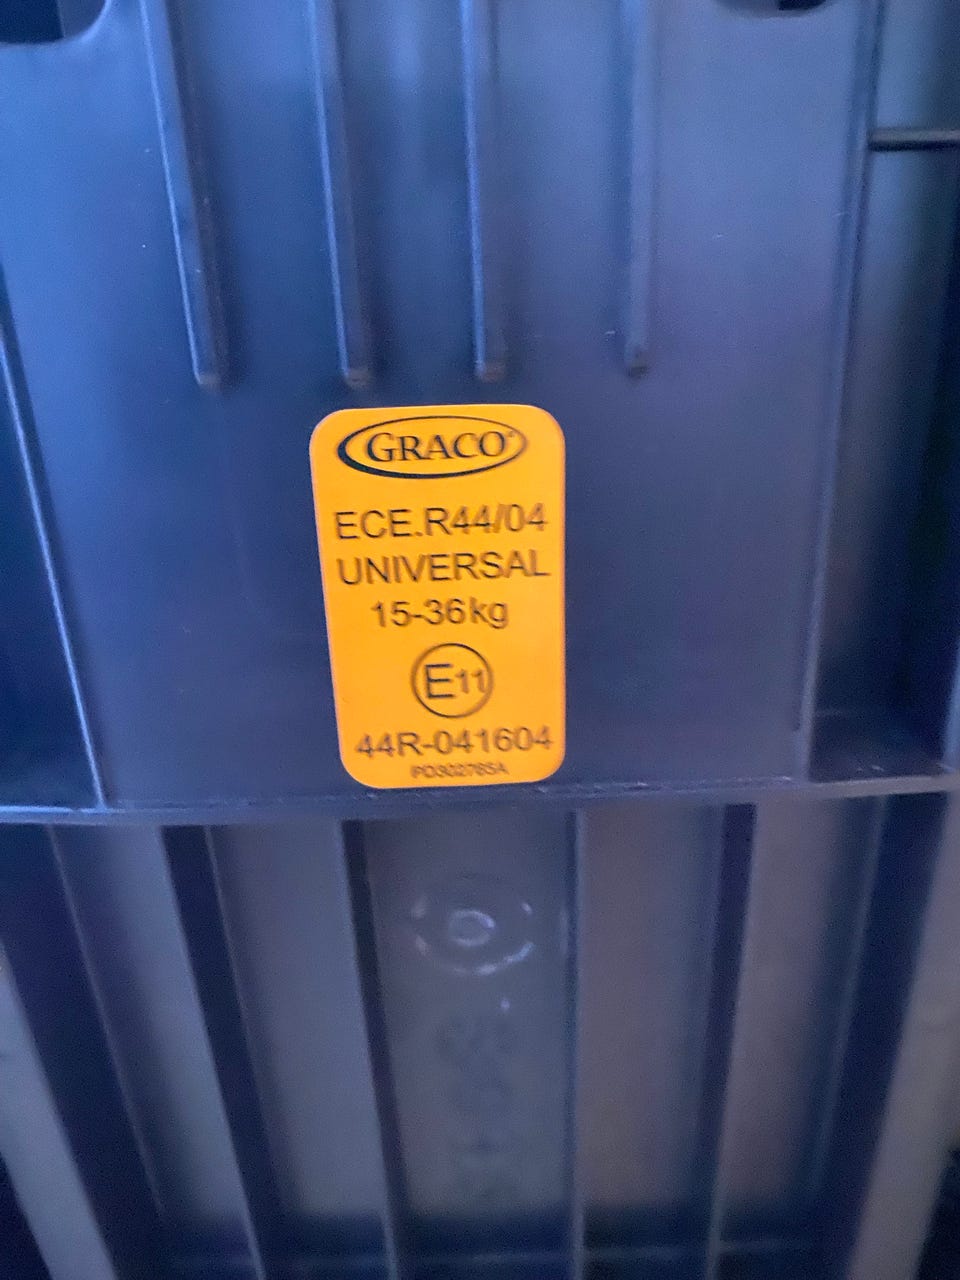 GRACO
ECE.R44/04
UNIVERSAL
15-36kg
E11
44R-041604